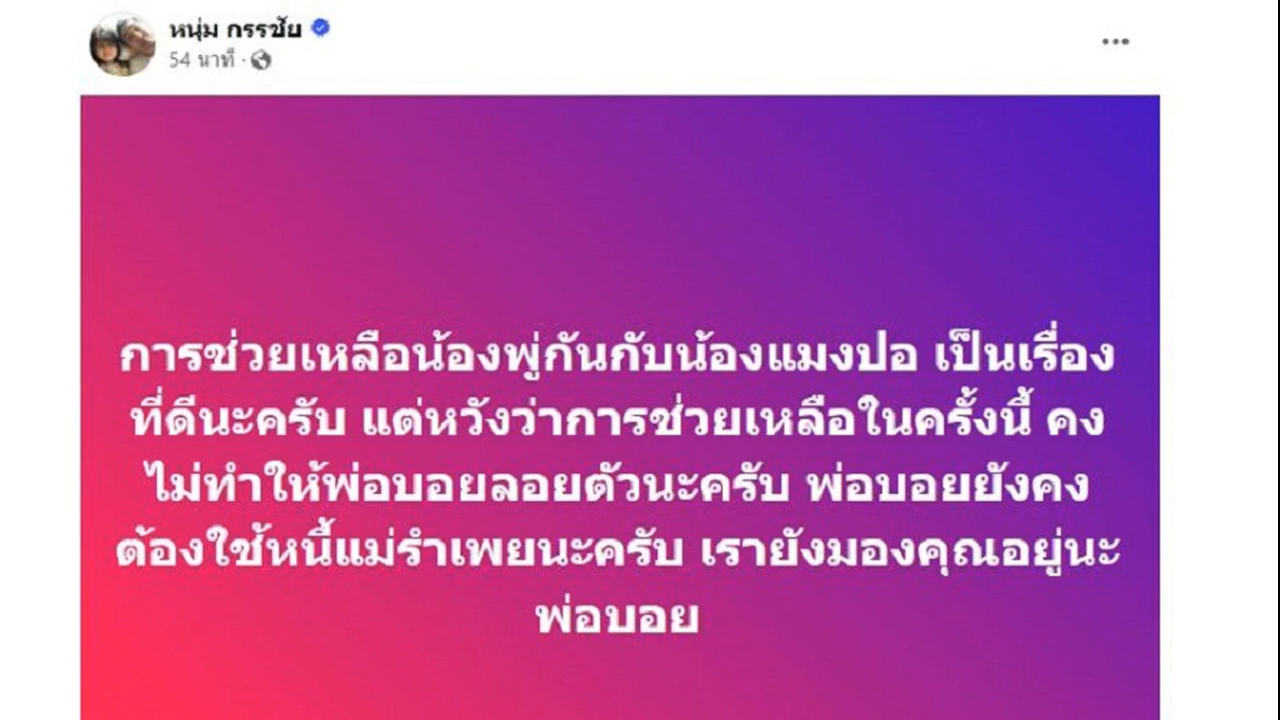 หนุ่ม กรรชัย
54 นาที ·
การช่วยเหลือน้องพู่กันกับน้องแมงปอ เป็นเรื่อง
ที่ดีนะครับ แต่หวังว่าการช่วยเหลือในครั้งนี้ คง
ไม่ทำให้พ่อบอยลอยตัวนะครับ พ่อบอยยังคง
ต้องใช้หนี้แม่รำเพยนะครับ เรายังมองคุณอยู่นะ
พ่อบอย